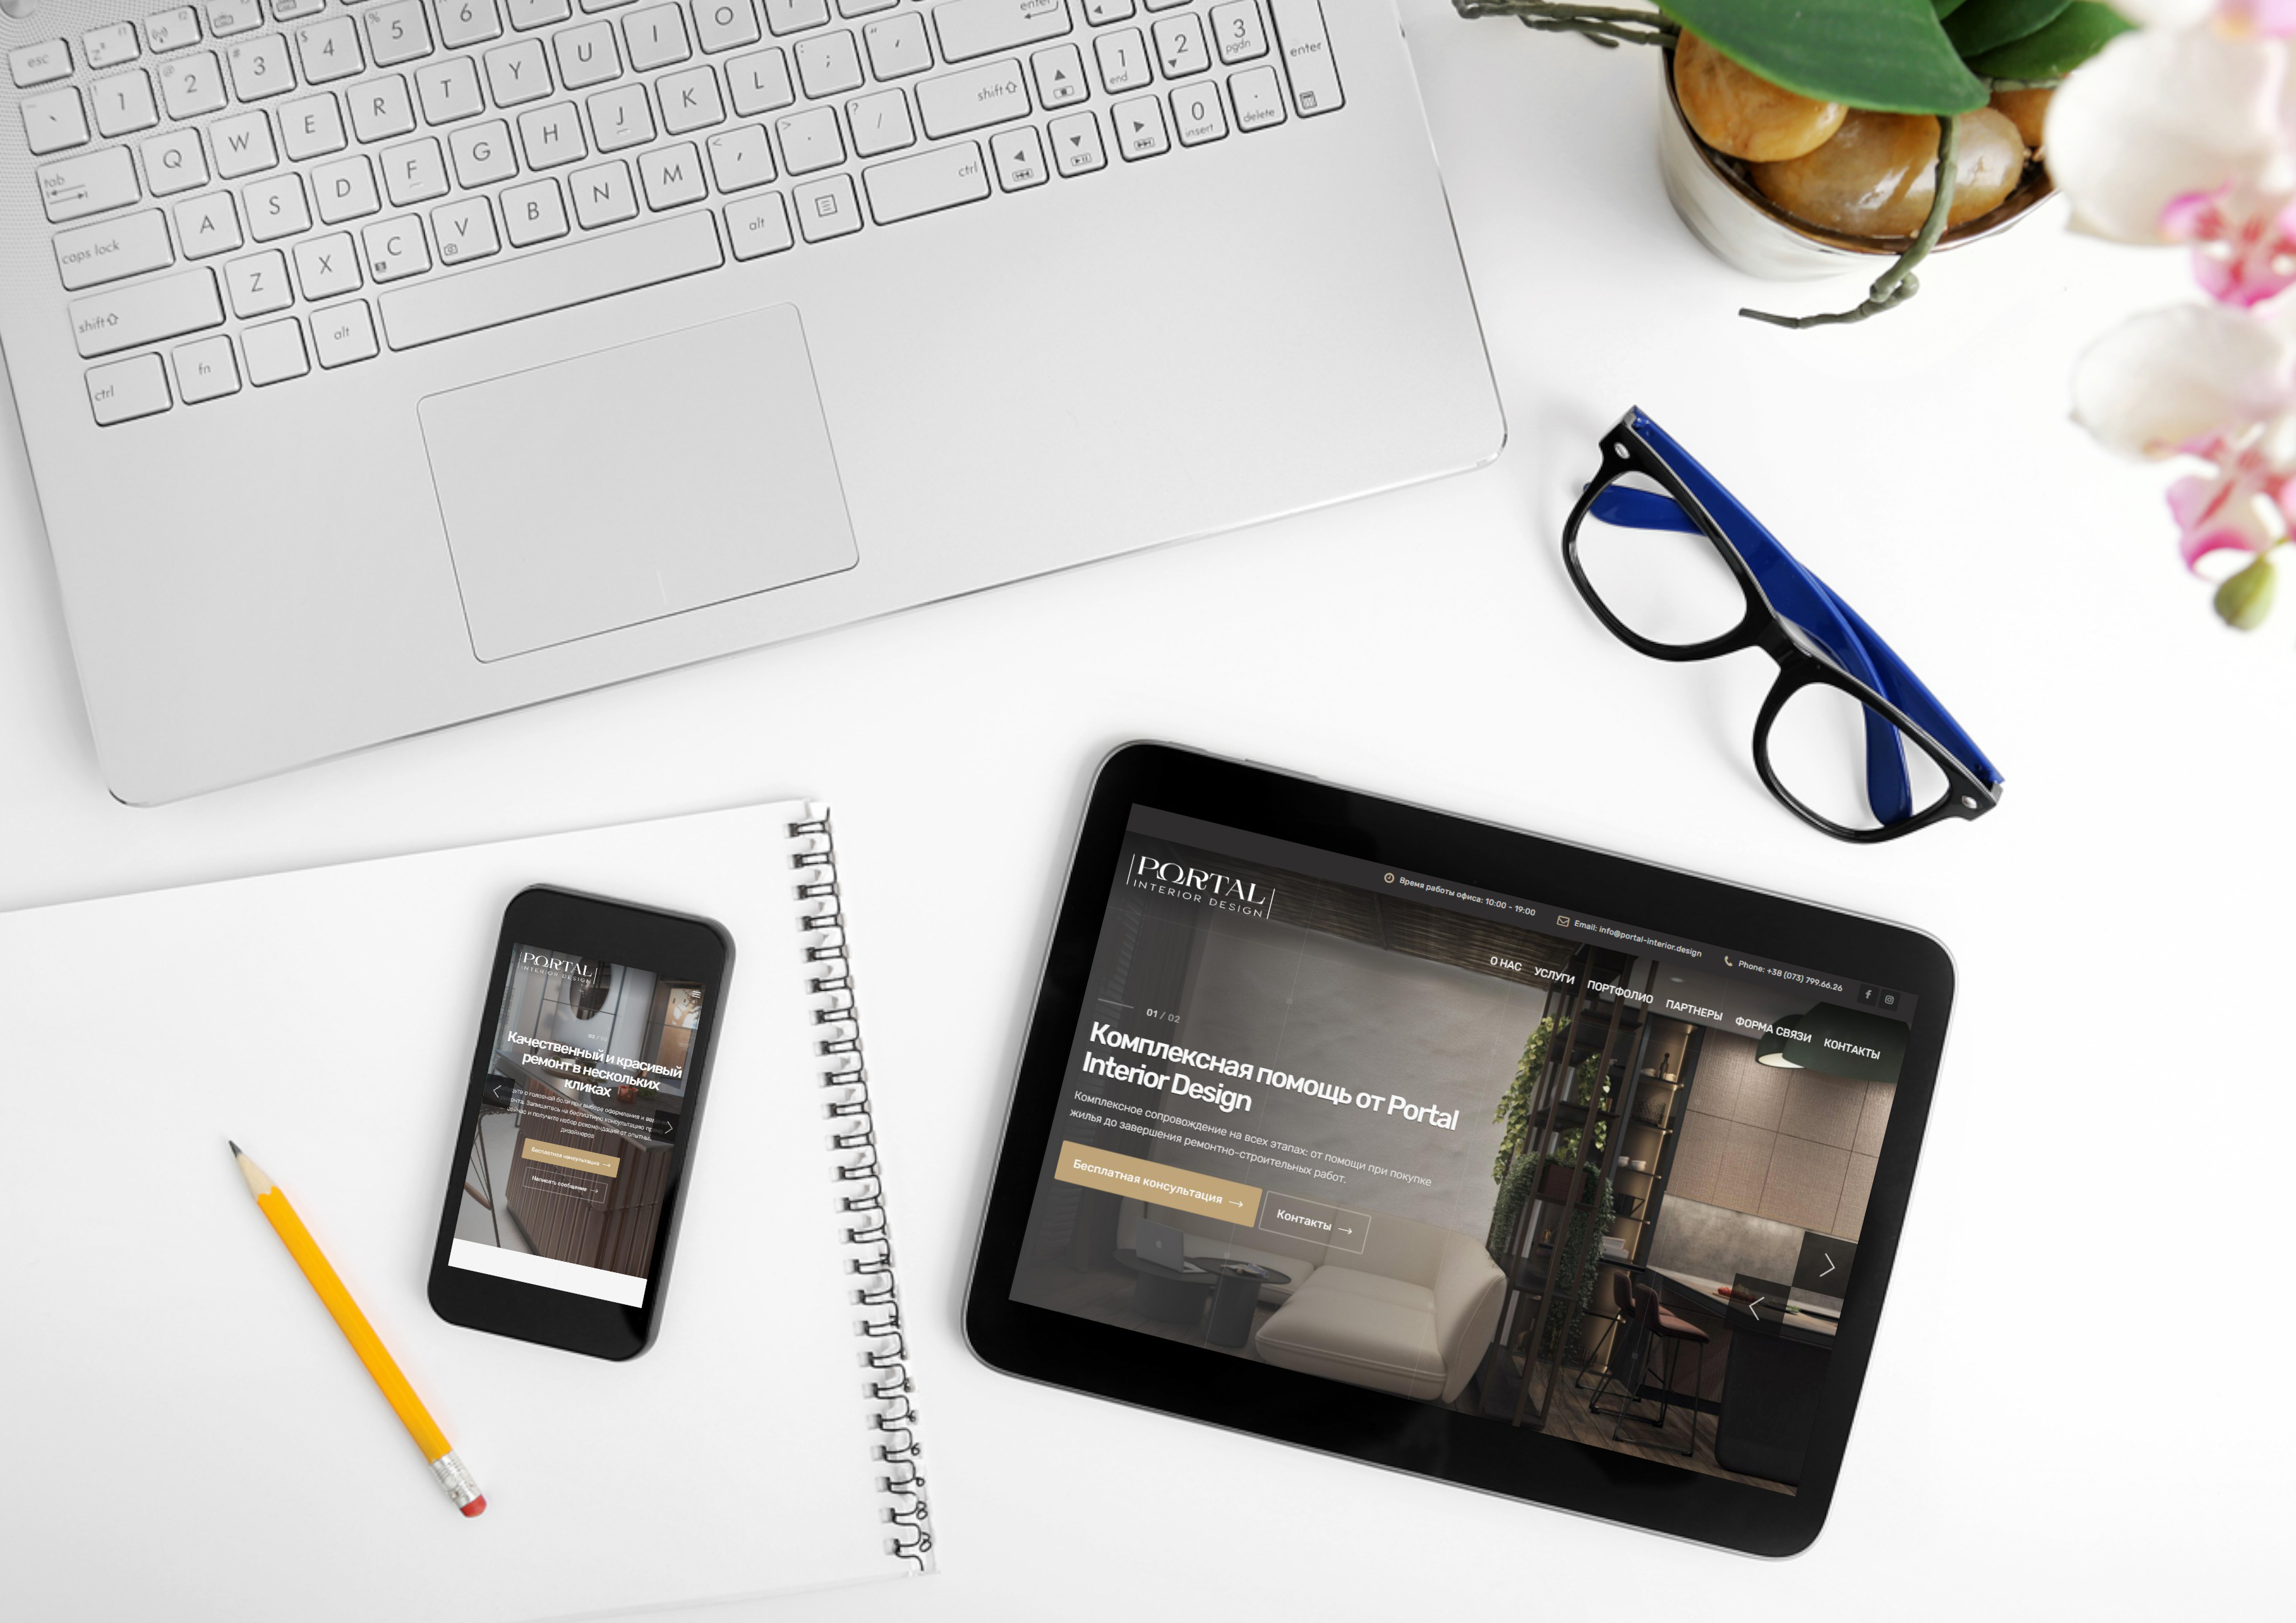 esc
` 1 2 3 4 5 6
tab Q W E R T Y U I O
caps lock A S D F G H J K L ; ' enter
shift Z X C V B N M , . / shift 1 end 2 3 pgdn enter
ctrl fn alt alt ctrl 0 insert . delete
PORTAL
INTERIOR DESIGN
Качественный и красивый
ремонт в нескольких
кликах
Бесплатная консультация
Написать сообщение
PORTAL
INTERIOR DESIGN
Время работы офиса: 10:00 - 19:00
Email: info@portal-interior.design
Phone: +38 (073) 799.66.26
О НАС УСЛУГИ ПОРТФОЛИО ПАРТНЕРЫ ФОРМА СВЯЗИ КОНТАКТЫ
01 / 02
Комплексная помощь от Portal
Interior Design
Комплексное сопровождение на всех этапах: от помощи при покупке
жилья до завершения ремонтно-строительных работ.
Бесплатная консультация
Контакты